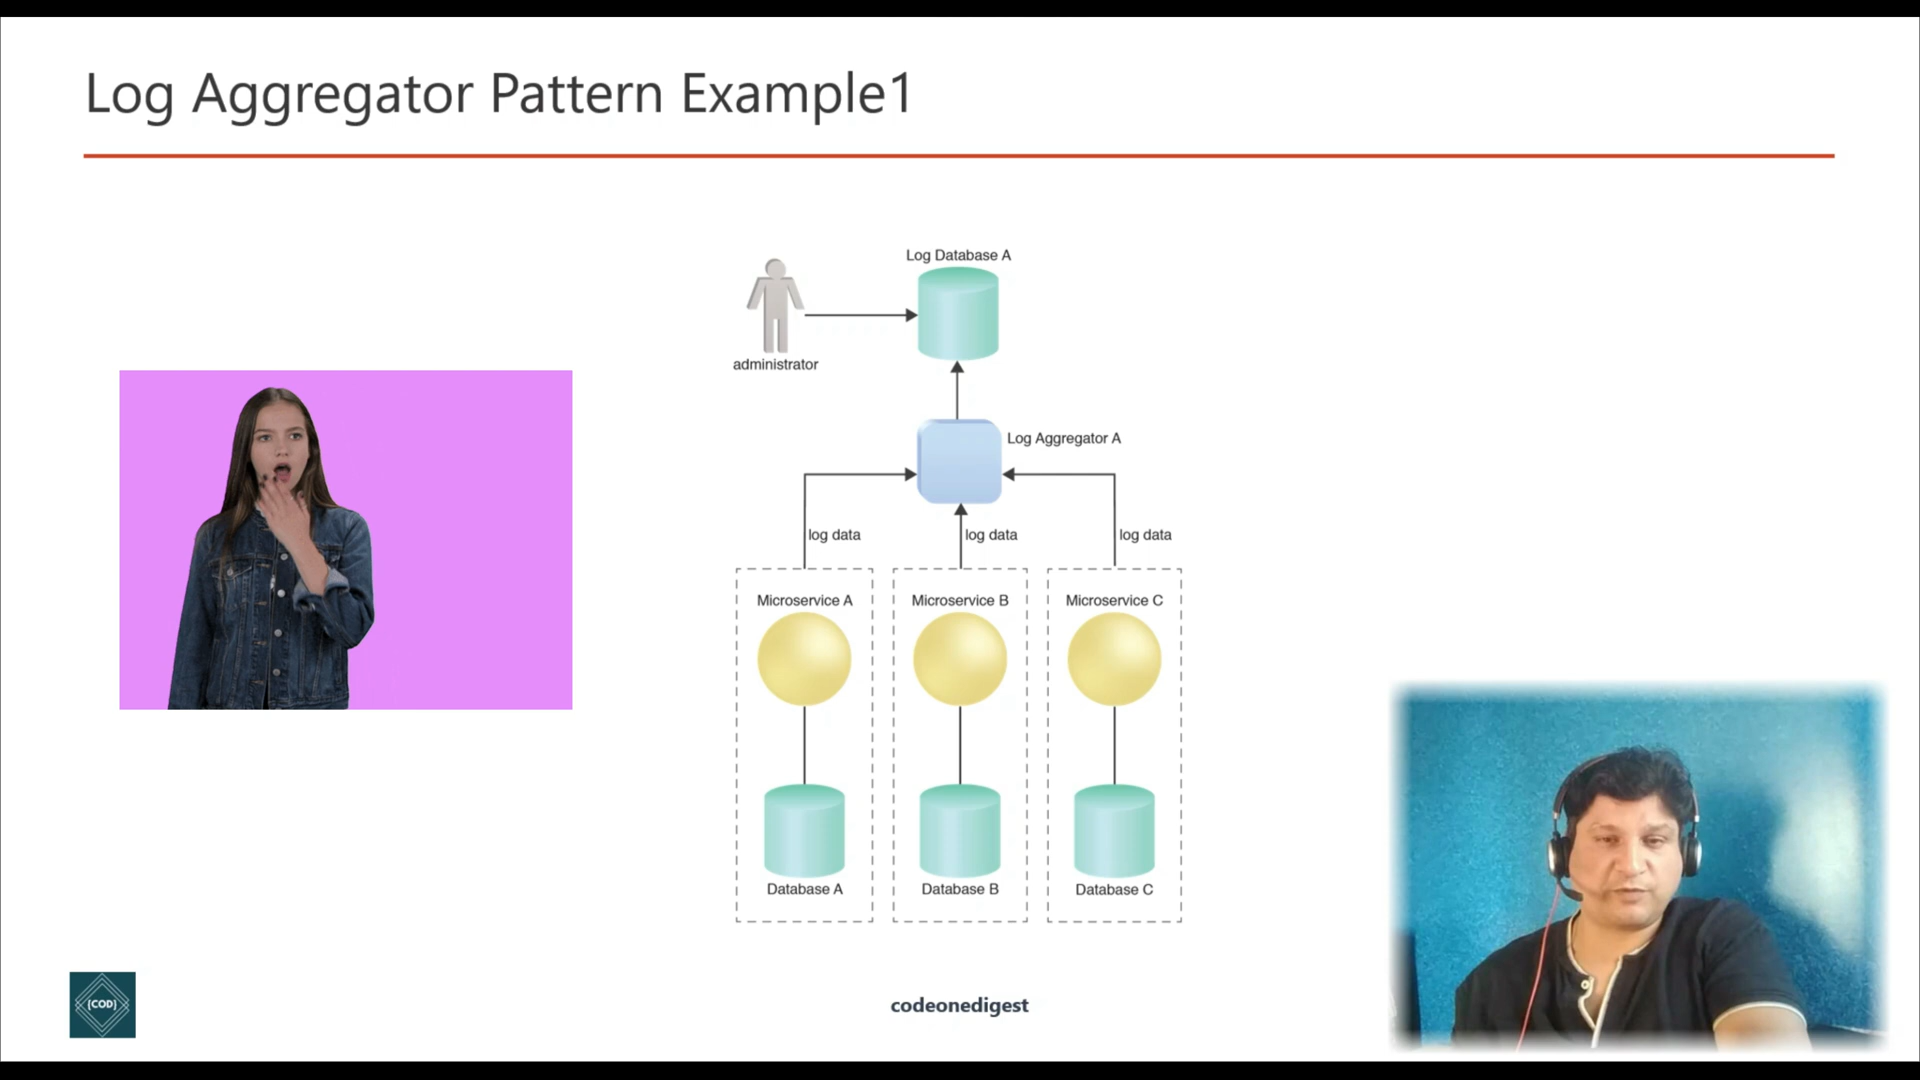 Log Aggregator Pattern Example1
Log Database A
administrator
Log Aggregator A
log data
log data
log data
Microservice A
Microservice B
Microservice C
Database A
Database B
Database C
{COD}
codeonedigest